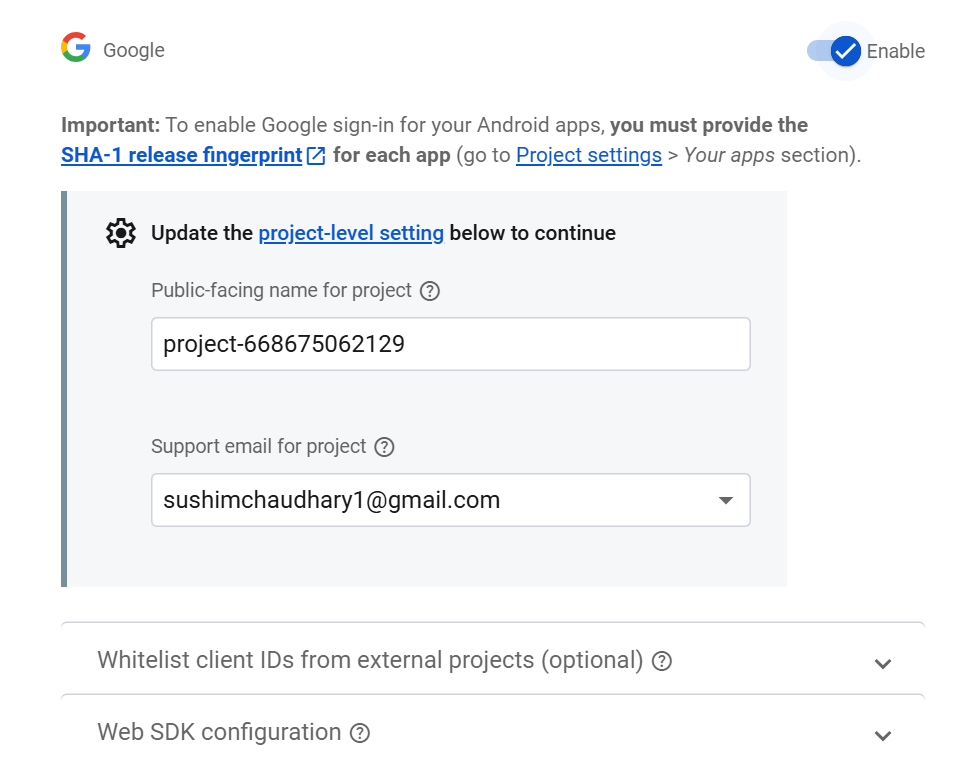 Google
Enable
Important: To enable Google sign-in for your Android apps, you must provide the
SHA-1 release fingerprint for each app (go to Project settings > Your apps section).
Update the project-level setting below to continue
Public-facing name for project
project-668675062129
Support email for project
sushimchaudhary1@gmail.com
Whitelist client IDs from external projects (optional)
Web SDK configuration